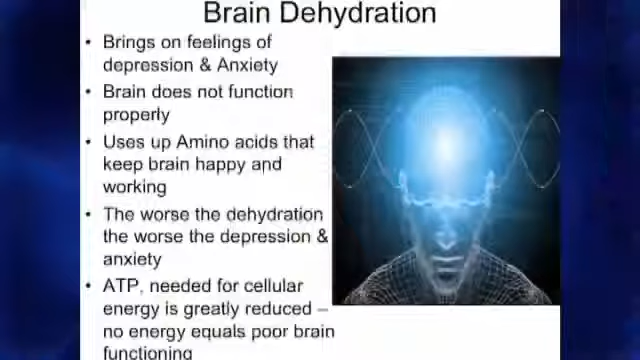 Brain Dehydration
• Brings on feelings of
depression & Anxiety
• Brain does not function
properly
• Uses up Amino acids that
keep brain happy and
working
• The worse the dehydration
the worse the depression &
anxiety
• ATP, needed for cellular
energy is greatly reduced –
no energy equals poor brain
functioning